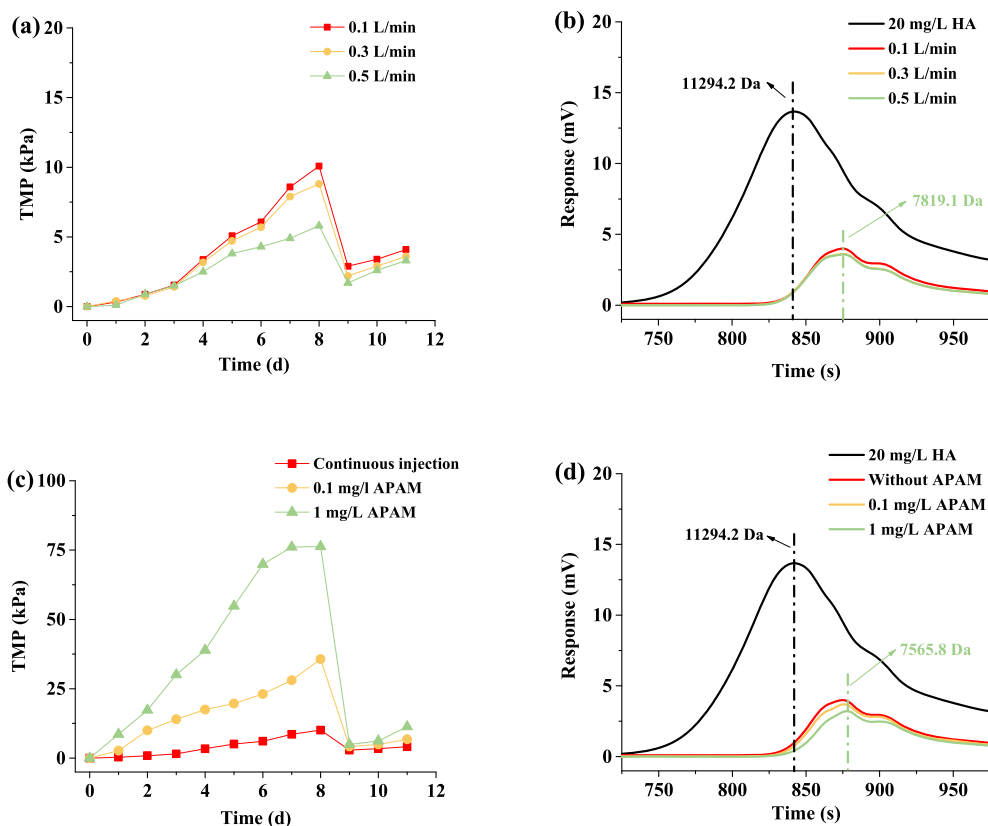 (a)
0.1 L/min
0.3 L/min
0.5 L/min
TMP (kPa)
20
15
10
5
0
0 2 4 6 8 10 12
Time (d)
(b)
20 mg/L HA
0.1 L/min
0.3 L/min
0.5 L/min
11294.2 Da
7819.1 Da
Response (mV)
20
15
10
5
0
750 800 850 900 950
Time (s)
(c)
Continuous injection
0.1 mg/l APAM
1 mg/L APAM
TMP (kPa)
100
75
50
25
0
0 2 4 6 8 10 12
Time (d)
(d)
20 mg/L HA
Without APAM
0.1 mg/L APAM
1 mg/L APAM
11294.2 Da
7565.8 Da
Response (mV)
20
15
10
5
0
750 800 850 900 950
Time (s)